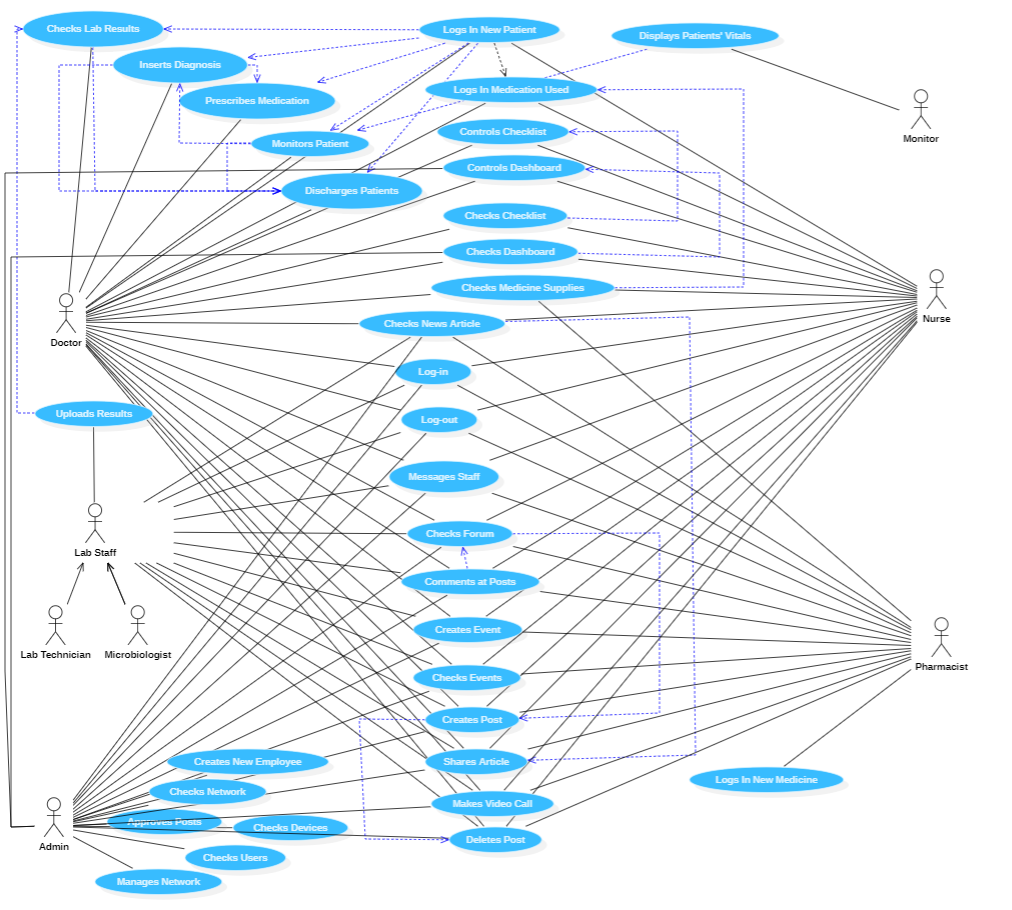 Checks Lab Results
Logs In New Patient
Displays Patients' Vitals
Inserts Diagnosis
Prescribes Medication
Logs In Medication Used
Monitor
Controls Checklist
Monitors Patient
Controls Dashboard
Discharges Patients
Checks Checklist
Checks Dashboard
Checks Medicine Supplies
Nurse
Checks News Article
Doctor
Log-in
Uploads Results
Log-out
Messages Staff
Checks Forum
Lab Staff
Comments at Posts
Creates Event
Lab Technician
Microbiologist
Pharmacist
Checks Events
Creates Post
Creates New Employee
Shares Article
Logs In New Medicine
Checks Network
Makes Video Call
Approves Posts
Checks Devices
Deletes Post
Admin
Checks Users
Manages Network